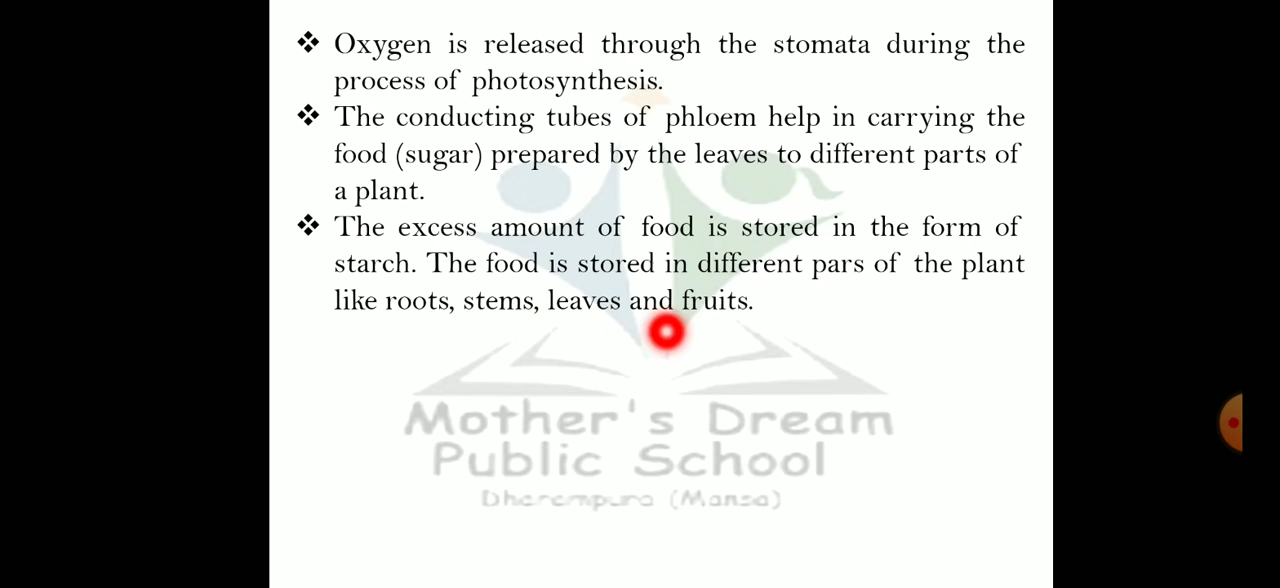 ❖ Oxygen is released through the stomata during the
process of photosynthesis.
❖ The conducting tubes of phloem help in carrying the
food (sugar) prepared by the leaves to different parts of
a plant.
❖ The excess amount of food is stored in the form of
starch. The food is stored in different pars of the plant
like roots, stems, leaves and fruits.
Mother's Dream
Public School
Dharampura (Mansa)